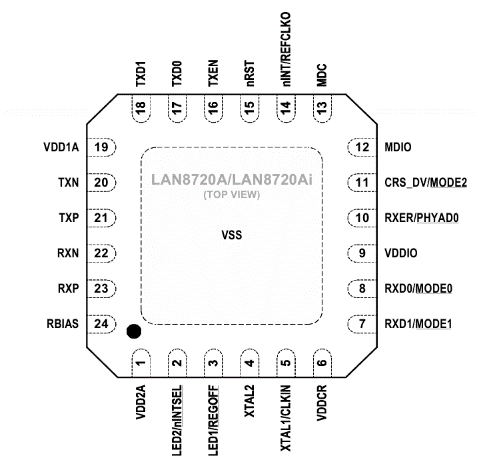 TXD1
TXD0
TXEN
nRST
nINT/REFCLKO
MDC
18
17
16
15
14
13
VDD1A 19
12 MDIO
TXN 20
11 CRS_DV/MODE2
TXP 21
10 RXER/PHYAD0
RXN 22
9 VDDIO
RXP 23
8 RXD0/MODE0
RBIAS 24
7 RXD1/MODE1
LAN8720A/LAN8720Ai
(TOP VIEW)
VSS
1
2
3
4
5
6
VDD2A
LED2/nINTSEL
LED1/REGOFF
XTAL2
XTAL1/CLKIN
VDDCR